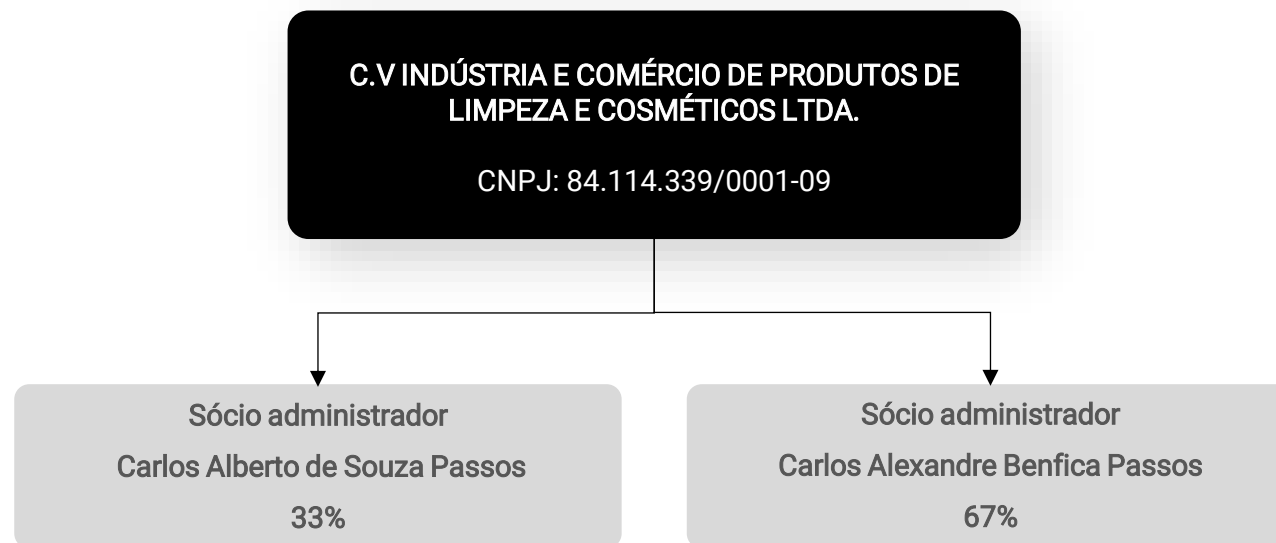 C.V INDÚSTRIA E COMÉRCIO DE PRODUTOS DE
LIMPEZA E COSMÉTICOS LTDA.
CNPJ: 84.114.339/0001-09
Sócio administrador
Carlos Alberto de Souza Passos
33%
Sócio administrador
Carlos Alexandre Benfica Passos
67%